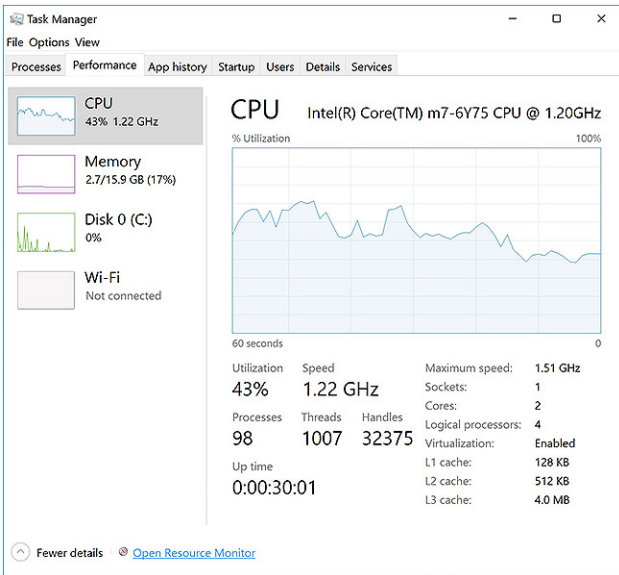 Task Manager
File Options View
Processes Performance App history Startup Users Details Services
CPU
43% 1.22 GHz
Memory
2.7/15.9 GB (17%)
Disk 0 (C:)
0%
Wi-Fi
Not connected
CPU Intel(R) Core(TM) m7-6Y75 CPU @ 1.20GHz
% Utilization 100%
60 seconds 0
Utilization Speed
43% 1.22 GHz
Processes Threads Handles
98 1007 32375
Up time
0:00:30:01
Maximum speed: 1.51 GHz
Sockets: 1
Cores: 2
Logical processors: 4
Virtualization: Enabled
L1 cache: 128 KB
L2 cache: 512 KB
L3 cache: 4.0 MB
Fewer details Open Resource Monitor